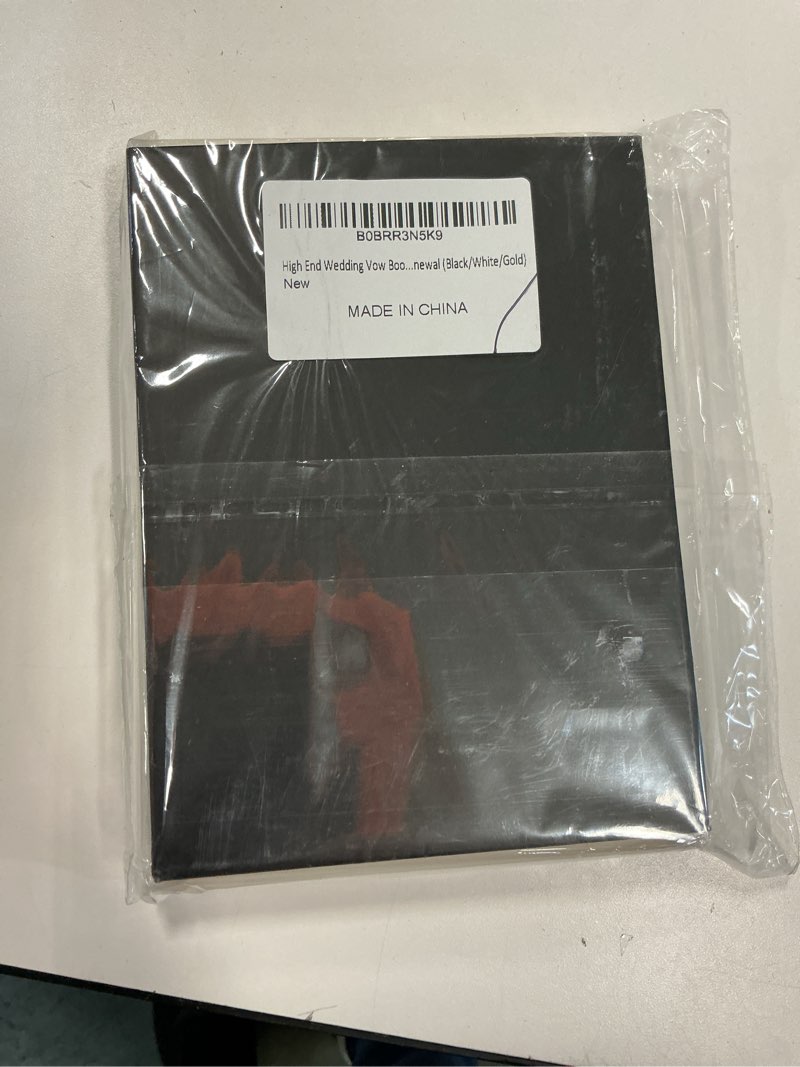 B0BRR3N5K9
High End Wedding Vow Boo...newal (Black/White/Gold)
New
MADE IN CHINA